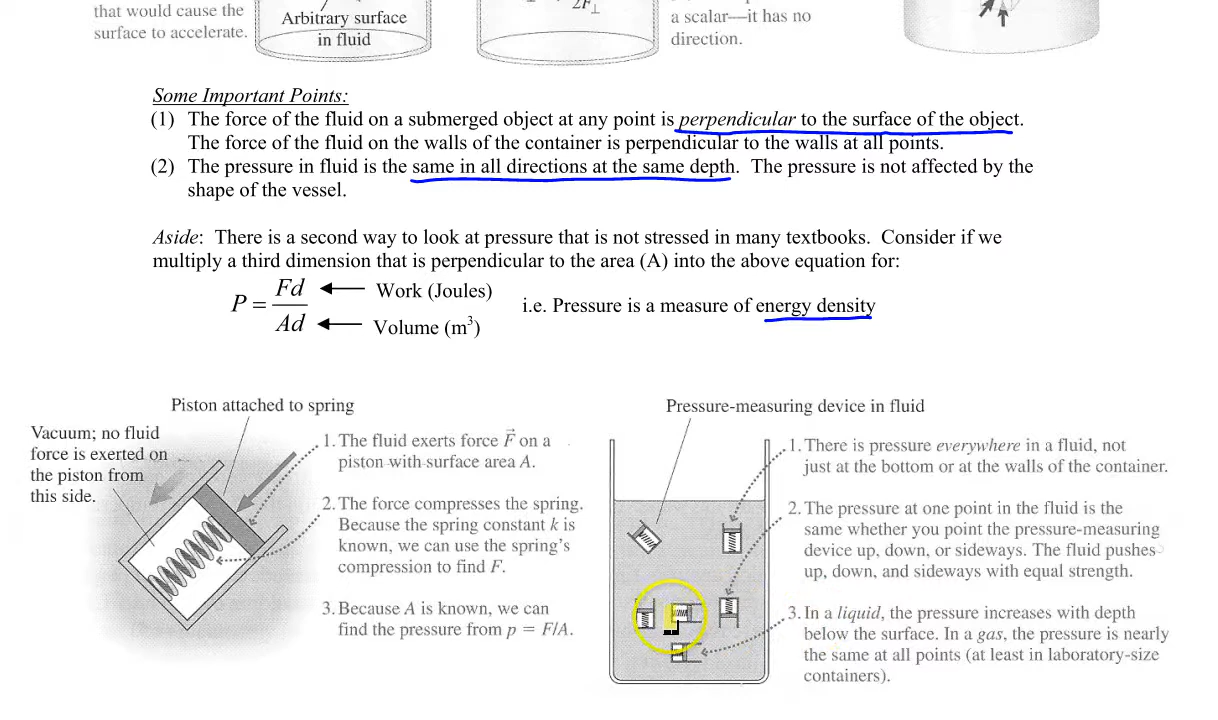 that would cause the
surface to accelerate.
Arbitrary surface
in fluid
2F⊥
a scalar—it has no
direction.
Some Important Points:
(1) The force of the fluid on a submerged object at any point is perpendicular to the surface of the object.
The force of the fluid on the walls of the container is perpendicular to the walls at all points.
(2) The pressure in fluid is the same in all directions at the same depth. The pressure is not affected by the
shape of the vessel.
Aside: There is a second way to look at pressure that is not stressed in many textbooks. Consider if we
multiply a third dimension that is perpendicular to the area (A) into the above equation for:
P = Fd / Ad
Work (Joules)
Volume (m³)
i.e. Pressure is a measure of energy density
Piston attached to spring
Vacuum; no fluid
force is exerted on
the piston from
this side.
1. The fluid exerts force F⃗ on a
piston with surface area A.
2. The force compresses the spring.
Because the spring constant k is
known, we can use the spring's
compression to find F.
3. Because A is known, we can
find the pressure from p = F/A.
Pressure-measuring device in fluid
1. There is pressure everywhere in a fluid, not
just at the bottom or at the walls of the container.
2. The pressure at one point in the fluid is the
same whether you point the pressure-measuring
device up, down, or sideways. The fluid pushes
up, down, and sideways with equal strength.
3. In a liquid, the pressure increases with depth
below the surface. In a gas, the pressure is nearly
the same at all points (at least in laboratory-size
containers).